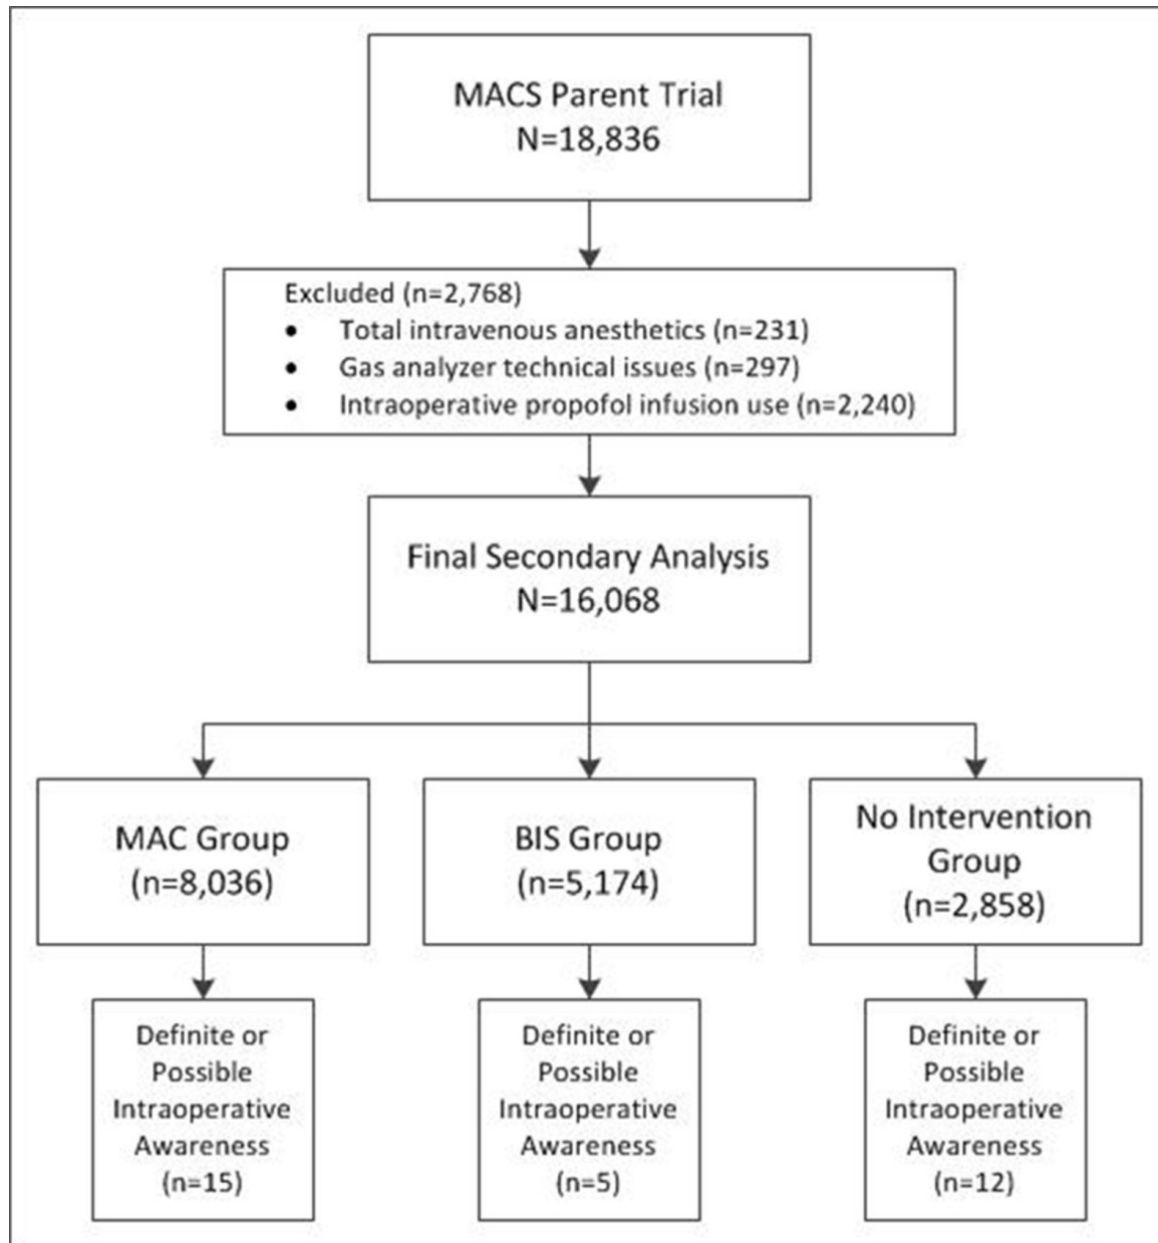 MACS Parent Trial
N=18,836
Excluded (n=2,768)
• Total intravenous anesthetics (n=231)
• Gas analyzer technical issues (n=297)
• Intraoperative propofol infusion use (n=2,240)
Final Secondary Analysis
N=16,068
MAC Group
(n=8,036)
BIS Group
(n=5,174)
No Intervention
Group
(n=2,858)
Definite or
Possible
Intraoperative
Awareness
(n=15)
Definite or
Possible
Intraoperative
Awareness
(n=5)
Definite or
Possible
Intraoperative
Awareness
(n=12)